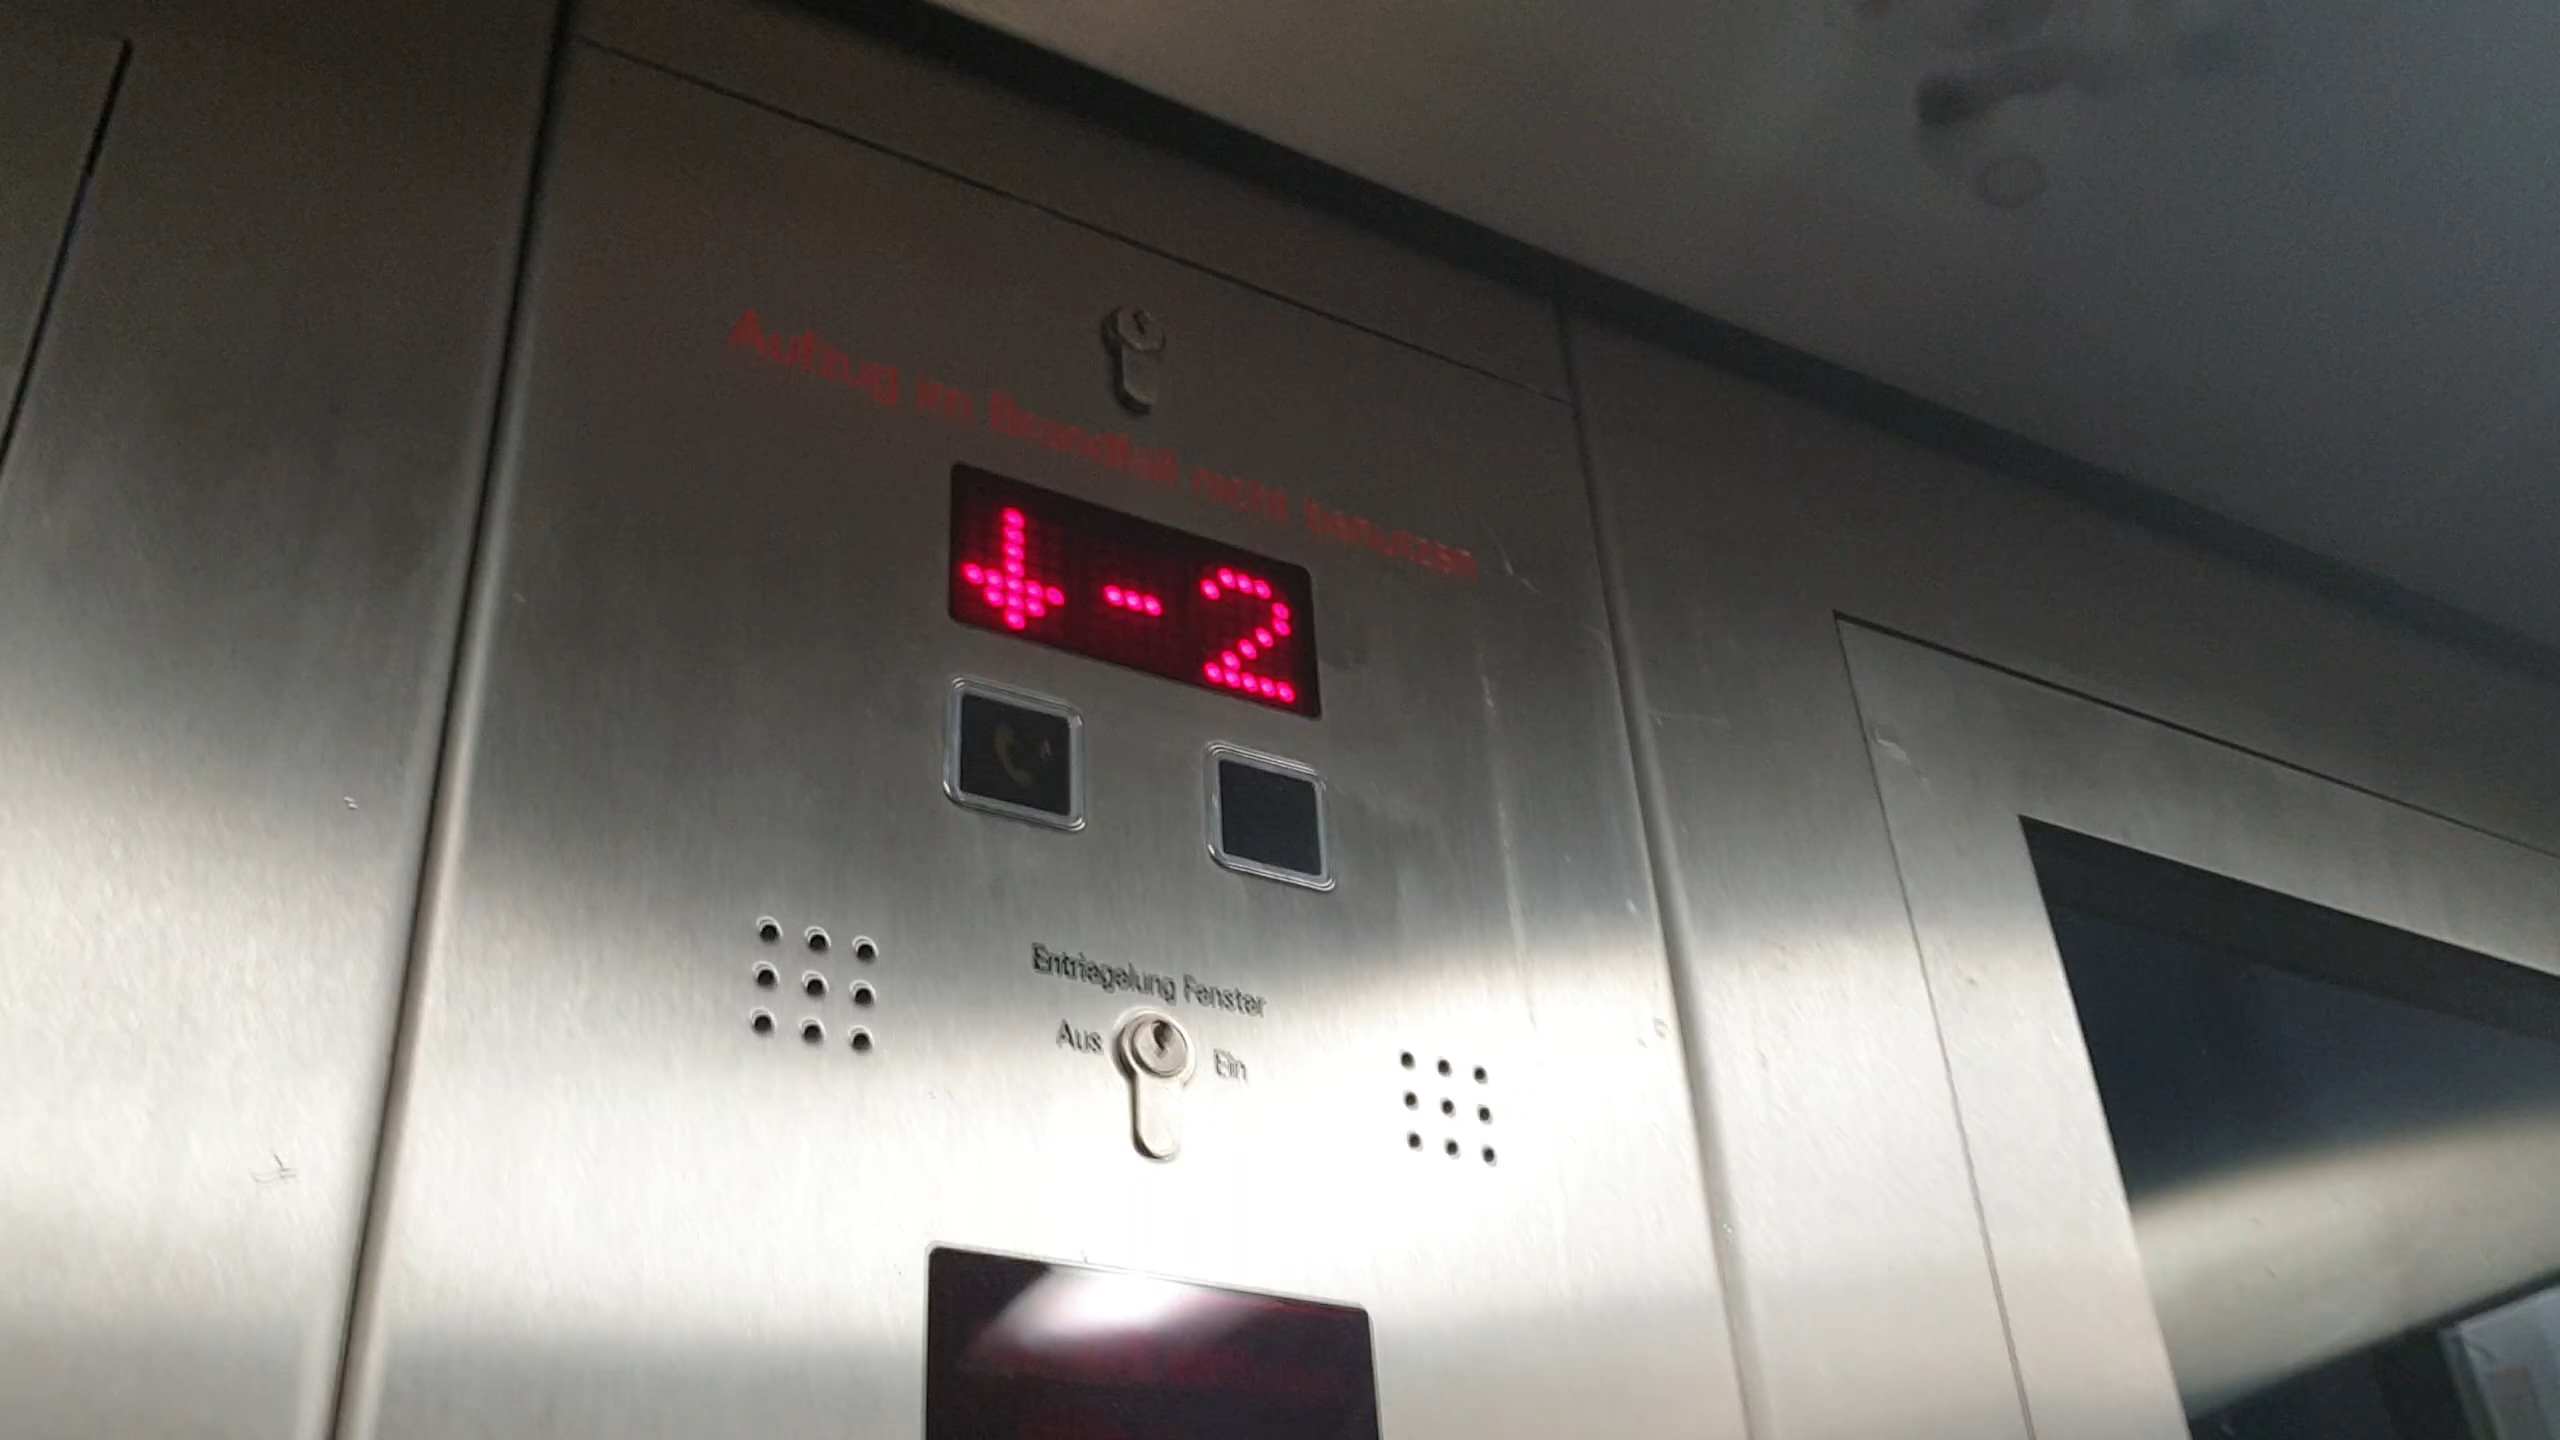 Aufzug im Brandfall nicht benutzen
↓-2
Entriegelung Fenster
Aus Ein